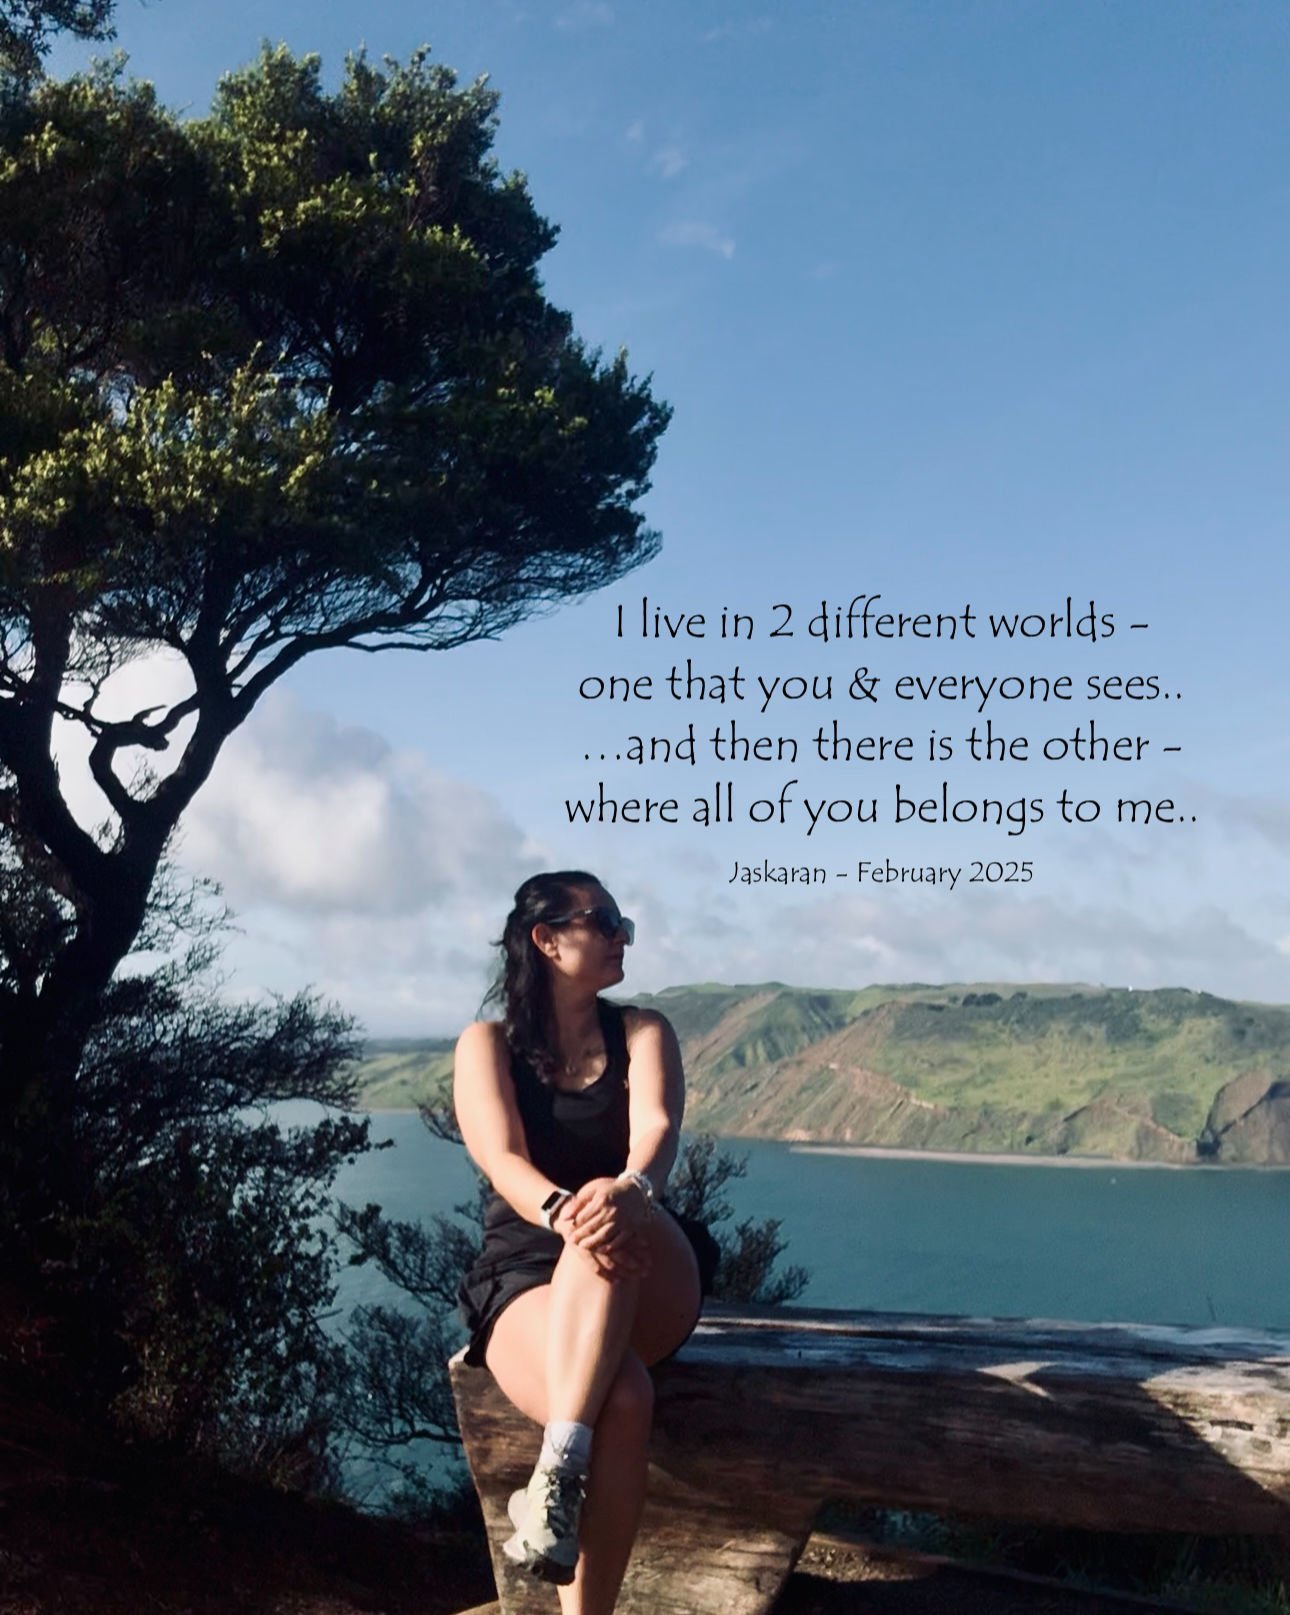 I live in 2 different worlds -
one that you & everyone sees..
...and then there is the other -
where all of you belongs to me..
Jaskaran - February 2025